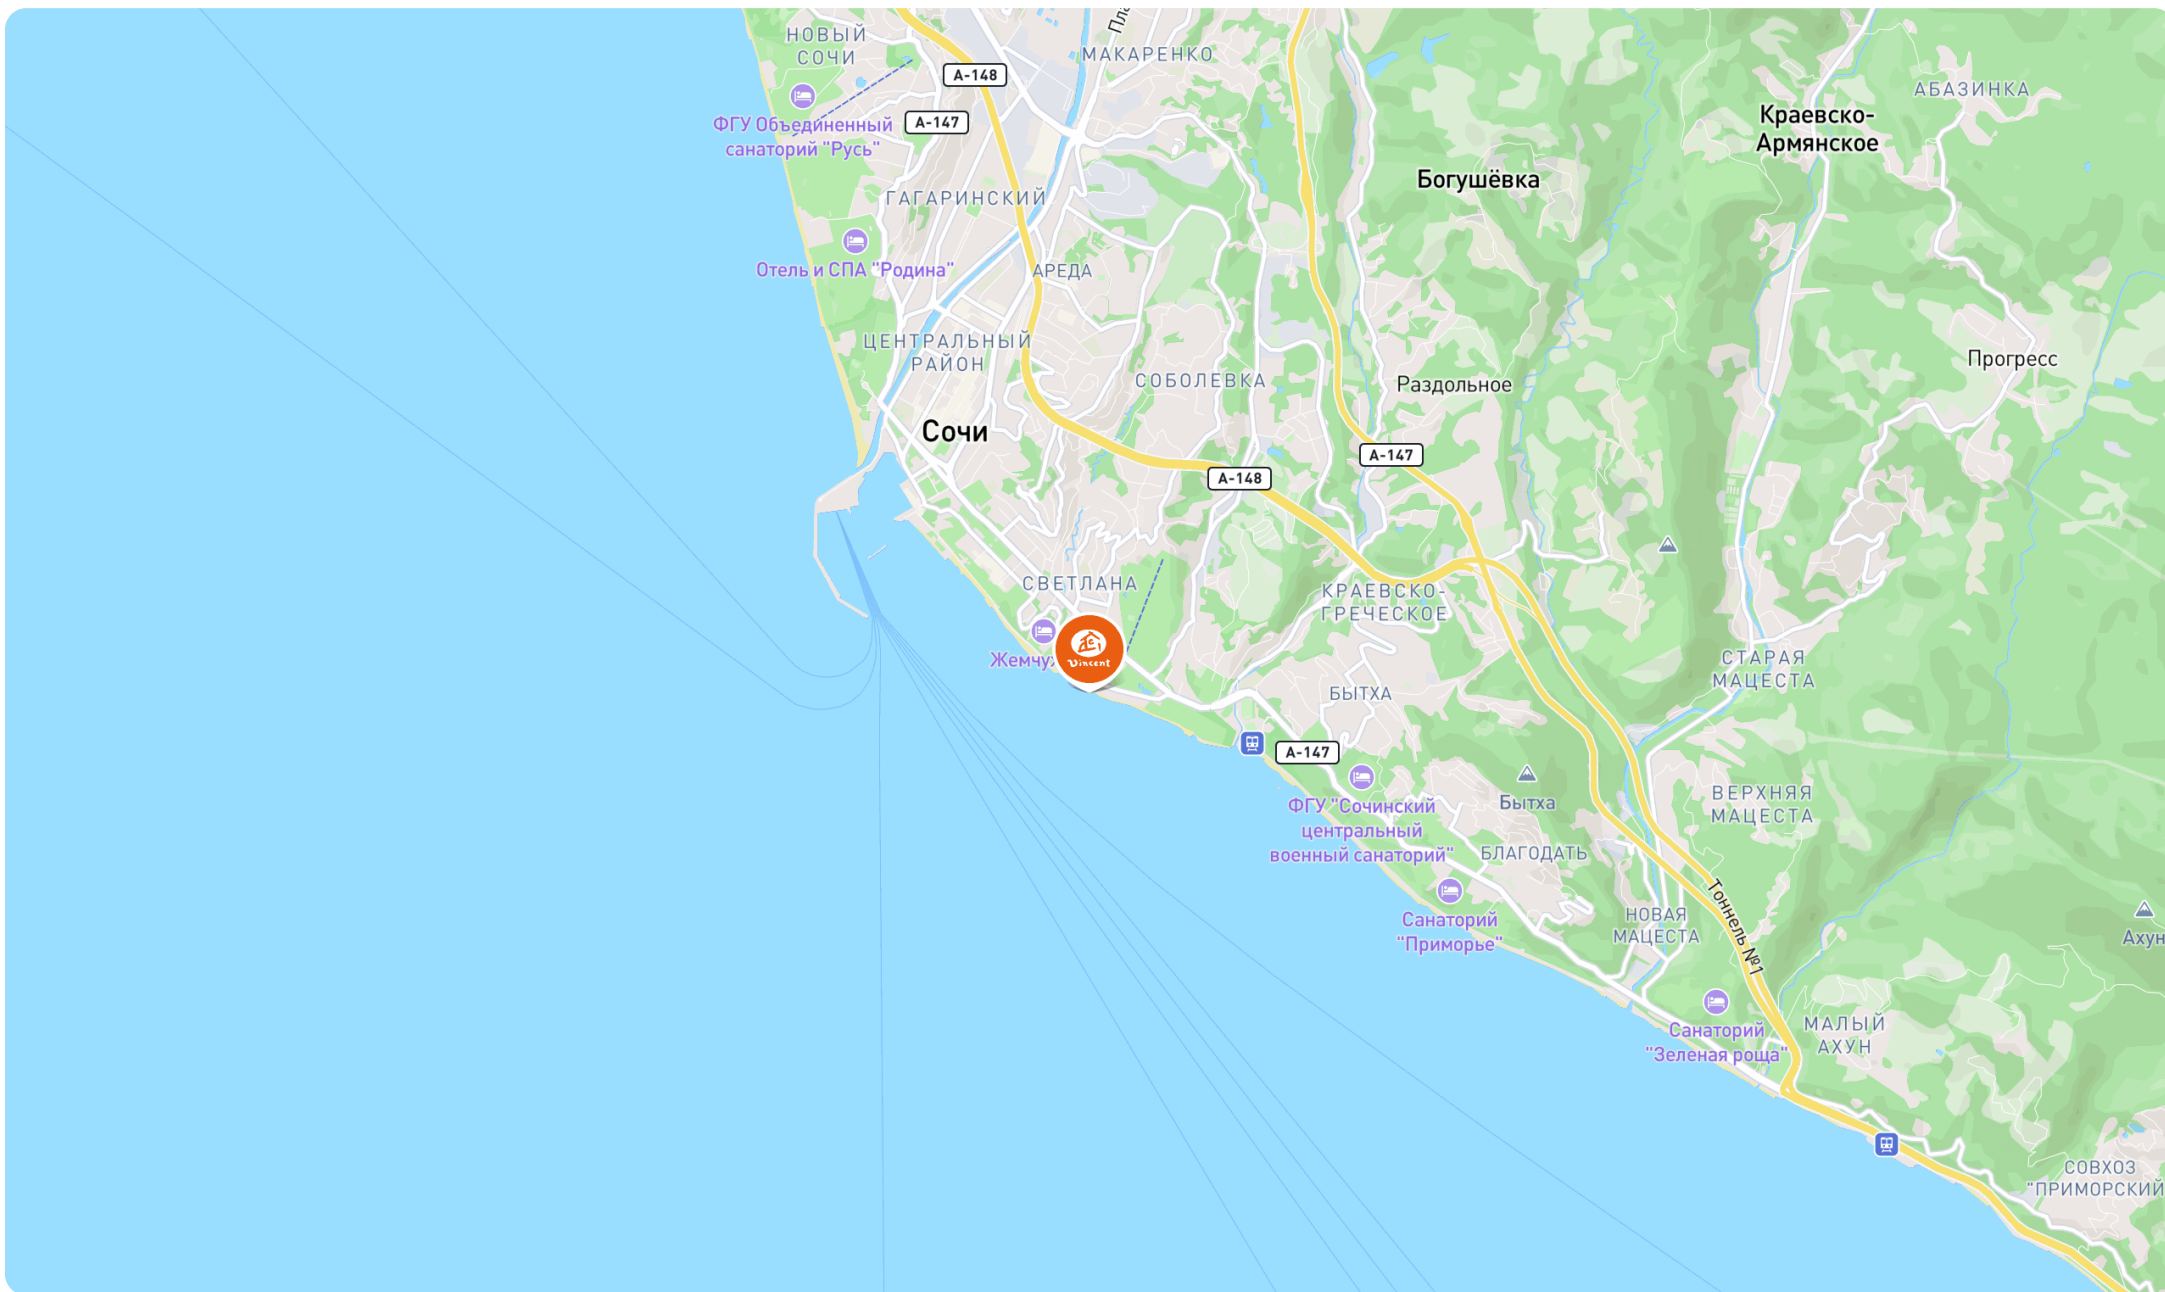 Пла
НОВЫЙ
СОЧИ
МАКАРЕНКО
А-148
АБАЗИНКА
Краевско-
Армянское
А-147
ФГУ Объединенный
санаторий "Русь"
Богушёвка
ГАГАРИНСКИЙ
Отель и СПА "Родина"
АРЕДА
ЦЕНТРАЛЬНЫЙ
РАЙОН
Прогресс
СОБОЛЕВКА
Раздольное
Сочи
А-147
А-148
СВЕТЛАНА
КРАЕВСКО-
ГРЕЧЕСКОЕ
Жемчу
Vincent
СТАРАЯ
МАЦЕСТА
БЫТХА
А-147
ФГУ "Сочинский
центральный
военный санаторий"
Бытха
ВЕРХНЯЯ
МАЦЕСТА
БЛАГОДАТЬ
Санаторий
"Приморье"
НОВАЯ
МАЦЕСТА
Тоннель №1
Ахун
Санаторий
"Зеленая роща"
МАЛЫЙ
АХУН
СОВХОЗ
"ПРИМОРСКИЙ